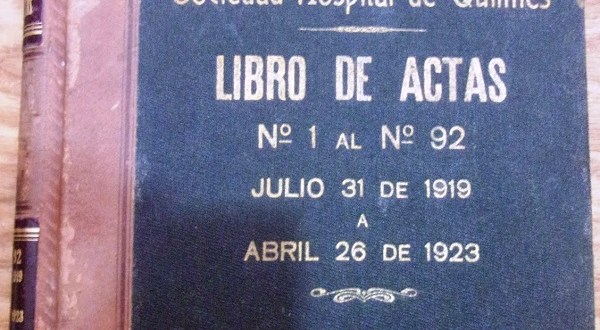 Sociedad Hospital de Quilmes
LIBRO DE ACTAS
Nº 1 AL Nº 92
JULIO 31 DE 1919
A
ABRIL 26 DE 1923